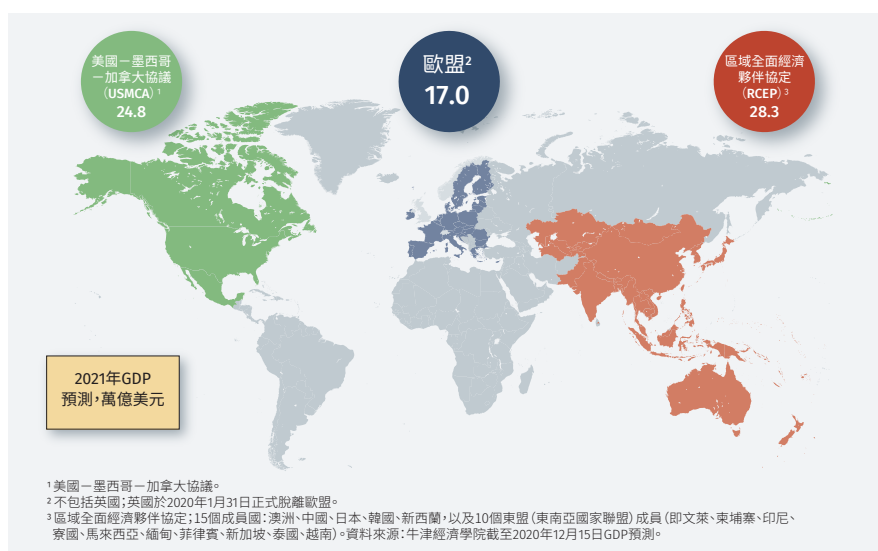 美國－墨西哥
－加拿大協議
（USMCA）¹
24.8
歐盟²
17.0
區域全面經濟
夥伴協定
（RCEP）³
28.3
2021年GDP
預測，萬億美元
¹ 美國－墨西哥－加拿大協議。
² 不包括英國；英國於2020年1月31日正式脫離歐盟。
³ 區域全面經濟夥伴協定；15個成員國：澳洲、中國、日本、韓國、新西蘭，以及10個東盟（東南亞國家聯盟）成員（即文萊、柬埔寨、印尼、
寮國、馬來西亞、緬甸、菲律賓、新加坡、泰國、越南）。資料來源：牛津經濟學院截至2020年12月15日GDP預測。